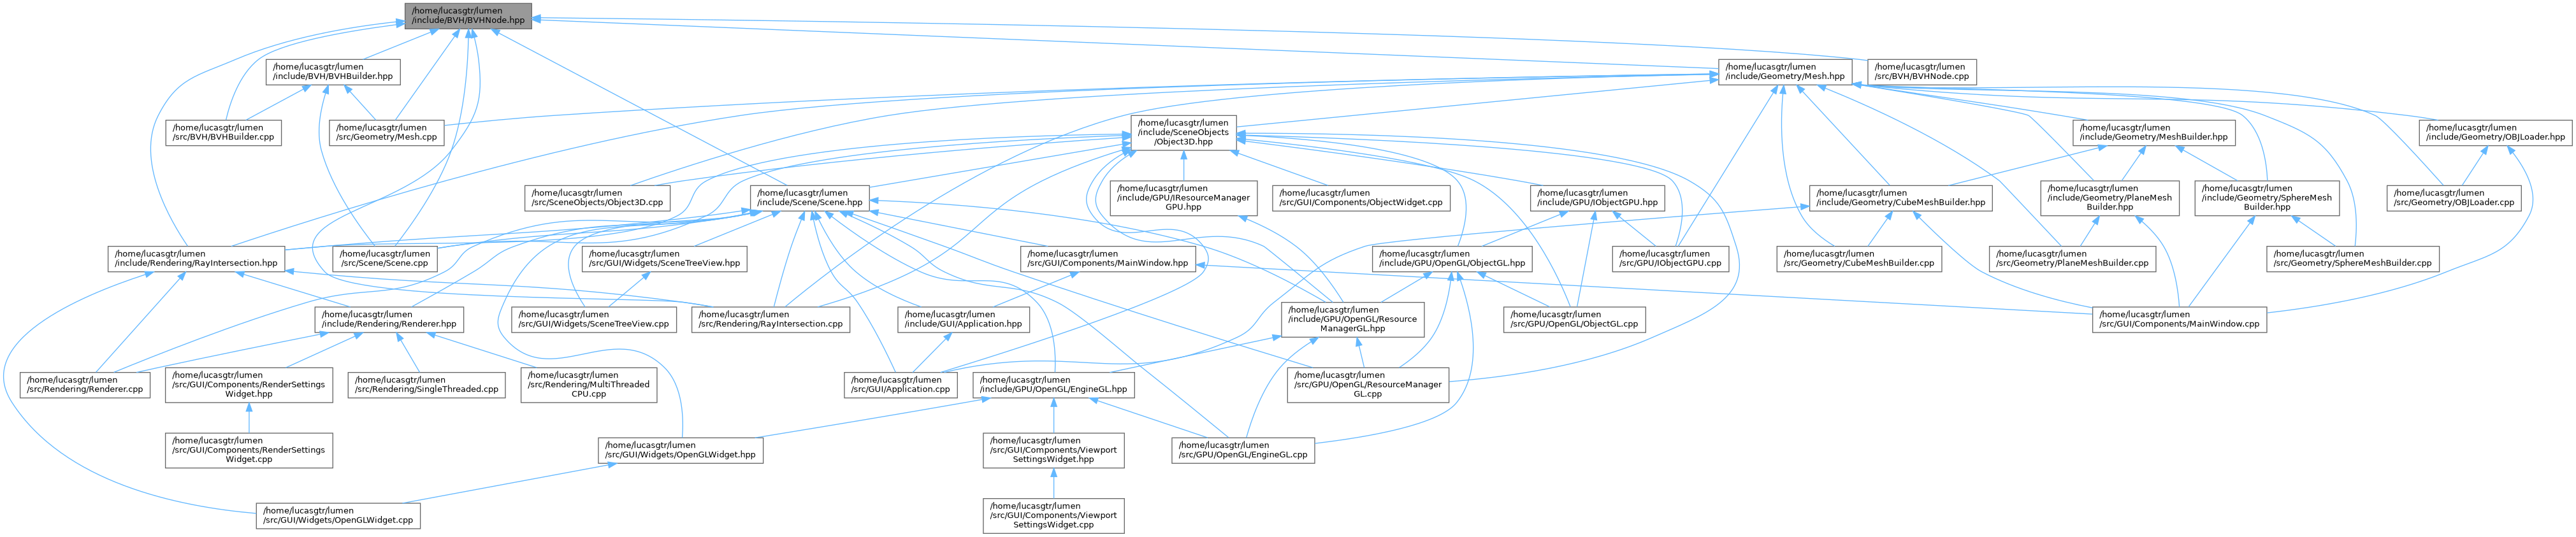 /home/lucasgtr/lumen
/include/BVH/BVHNode.hpp
/home/lucasgtr/lumen
/include/BVH/BVHBuilder.hpp
/home/lucasgtr/lumen
/include/Geometry/Mesh.hpp
/home/lucasgtr/lumen
/src/BVH/BVHNode.cpp
/home/lucasgtr/lumen
/src/BVH/BVHBuilder.cpp
/home/lucasgtr/lumen
/src/Geometry/Mesh.cpp
/home/lucasgtr/lumen
/include/SceneObjects
/Object3D.hpp
/home/lucasgtr/lumen
/include/Geometry/MeshBuilder.hpp
/home/lucasgtr/lumen
/include/Geometry/OBJLoader.hpp
/home/lucasgtr/lumen
/src/SceneObjects/Object3D.cpp
/home/lucasgtr/lumen
/include/Scene/Scene.hpp
/home/lucasgtr/lumen
/include/GPU/IResourceManager
GPU.hpp
/home/lucasgtr/lumen
/src/GUI/Components/ObjectWidget.cpp
/home/lucasgtr/lumen
/include/GPU/IObjectGPU.hpp
/home/lucasgtr/lumen
/include/Geometry/CubeMeshBuilder.hpp
/home/lucasgtr/lumen
/include/Geometry/PlaneMesh
Builder.hpp
/home/lucasgtr/lumen
/include/Geometry/SphereMesh
Builder.hpp
/home/lucasgtr/lumen
/src/Geometry/OBJLoader.cpp
/home/lucasgtr/lumen
/include/Rendering/RayIntersection.hpp
/home/lucasgtr/lumen
/src/Scene/Scene.cpp
/home/lucasgtr/lumen
/src/GUI/Widgets/SceneTreeView.hpp
/home/lucasgtr/lumen
/src/GUI/Components/MainWindow.hpp
/home/lucasgtr/lumen
/include/GPU/OpenGL/ObjectGL.hpp
/home/lucasgtr/lumen
/src/GPU/IObjectGPU.cpp
/home/lucasgtr/lumen
/src/Geometry/CubeMeshBuilder.cpp
/home/lucasgtr/lumen
/src/Geometry/PlaneMeshBuilder.cpp
/home/lucasgtr/lumen
/src/Geometry/SphereMeshBuilder.cpp
/home/lucasgtr/lumen
/include/Rendering/Renderer.hpp
/home/lucasgtr/lumen
/src/GUI/Widgets/SceneTreeView.cpp
/home/lucasgtr/lumen
/src/Rendering/RayIntersection.cpp
/home/lucasgtr/lumen
/include/GUI/Application.hpp
/home/lucasgtr/lumen
/include/GPU/OpenGL/Resource
ManagerGL.hpp
/home/lucasgtr/lumen
/src/GPU/OpenGL/ObjectGL.cpp
/home/lucasgtr/lumen
/src/GUI/Components/MainWindow.cpp
/home/lucasgtr/lumen
/src/Rendering/Renderer.cpp
/home/lucasgtr/lumen
/src/GUI/Components/RenderSettings
Widget.hpp
/home/lucasgtr/lumen
/src/Rendering/SingleThreaded.cpp
/home/lucasgtr/lumen
/src/Rendering/MultiThreaded
CPU.cpp
/home/lucasgtr/lumen
/src/GUI/Application.cpp
/home/lucasgtr/lumen
/include/GPU/OpenGL/EngineGL.hpp
/home/lucasgtr/lumen
/src/GPU/OpenGL/ResourceManager
GL.cpp
/home/lucasgtr/lumen
/src/GUI/Components/RenderSettings
Widget.cpp
/home/lucasgtr/lumen
/src/GUI/Widgets/OpenGLWidget.hpp
/home/lucasgtr/lumen
/src/GUI/Components/Viewport
SettingsWidget.hpp
/home/lucasgtr/lumen
/src/GPU/OpenGL/EngineGL.cpp
/home/lucasgtr/lumen
/src/GUI/Widgets/OpenGLWidget.cpp
/home/lucasgtr/lumen
/src/GUI/Components/Viewport
SettingsWidget.cpp